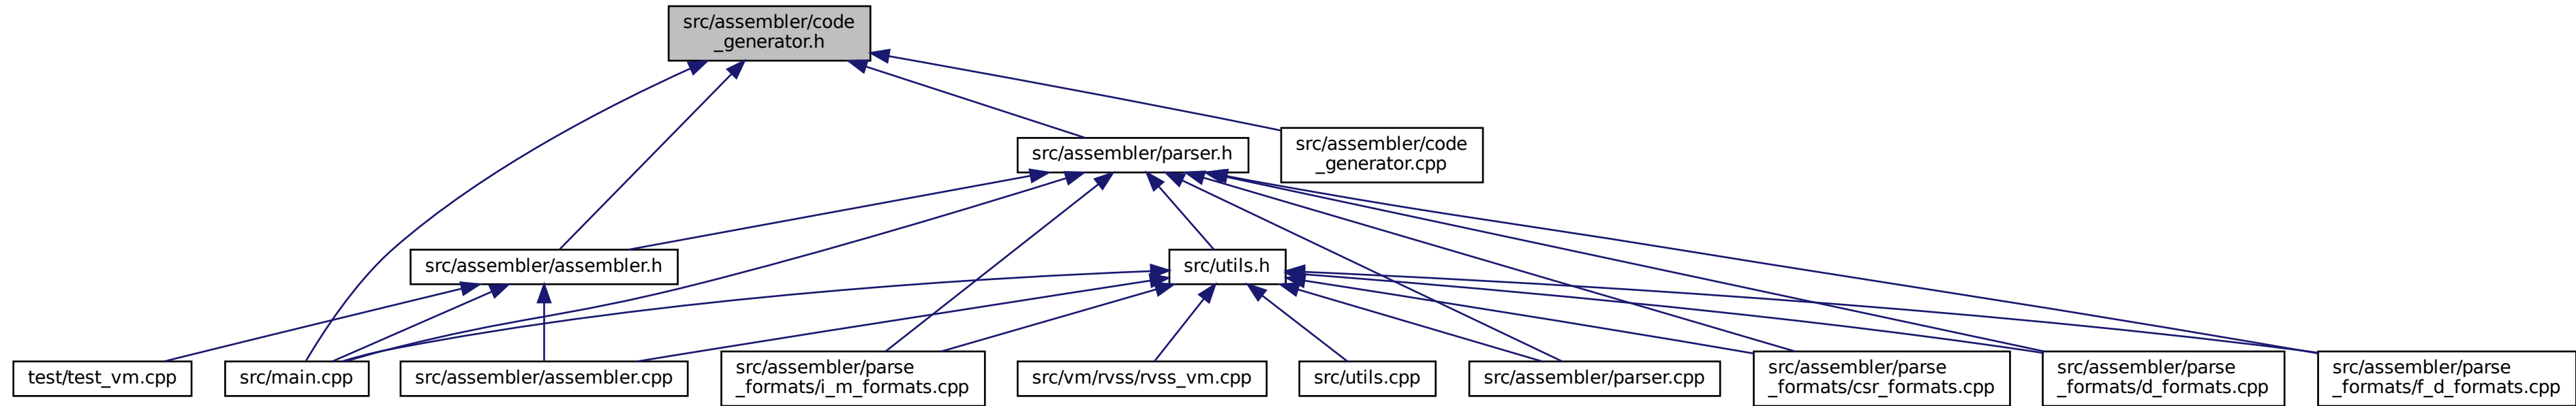 src/assembler/code
_generator.h
src/assembler/parser.h
src/assembler/code
_generator.cpp
src/assembler/assembler.h
src/utils.h
test/test_vm.cpp
src/main.cpp
src/assembler/assembler.cpp
src/assembler/parse
_formats/i_m_formats.cpp
src/vm/rvss/rvss_vm.cpp
src/utils.cpp
src/assembler/parser.cpp
src/assembler/parse
_formats/csr_formats.cpp
src/assembler/parse
_formats/d_formats.cpp
src/assembler/parse
_formats/f_d_formats.cpp